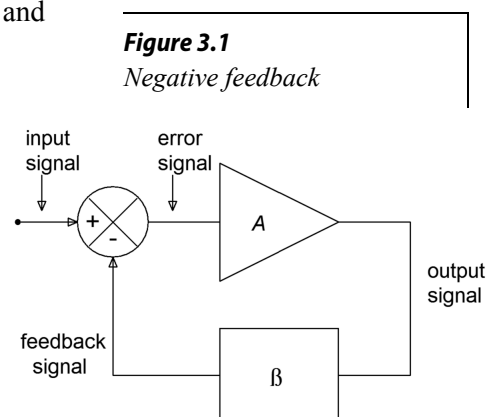 and
Figure 3.1
Negative feedback
input
signal
error
signal
+
-
A
output
signal
feedback
signal
ß